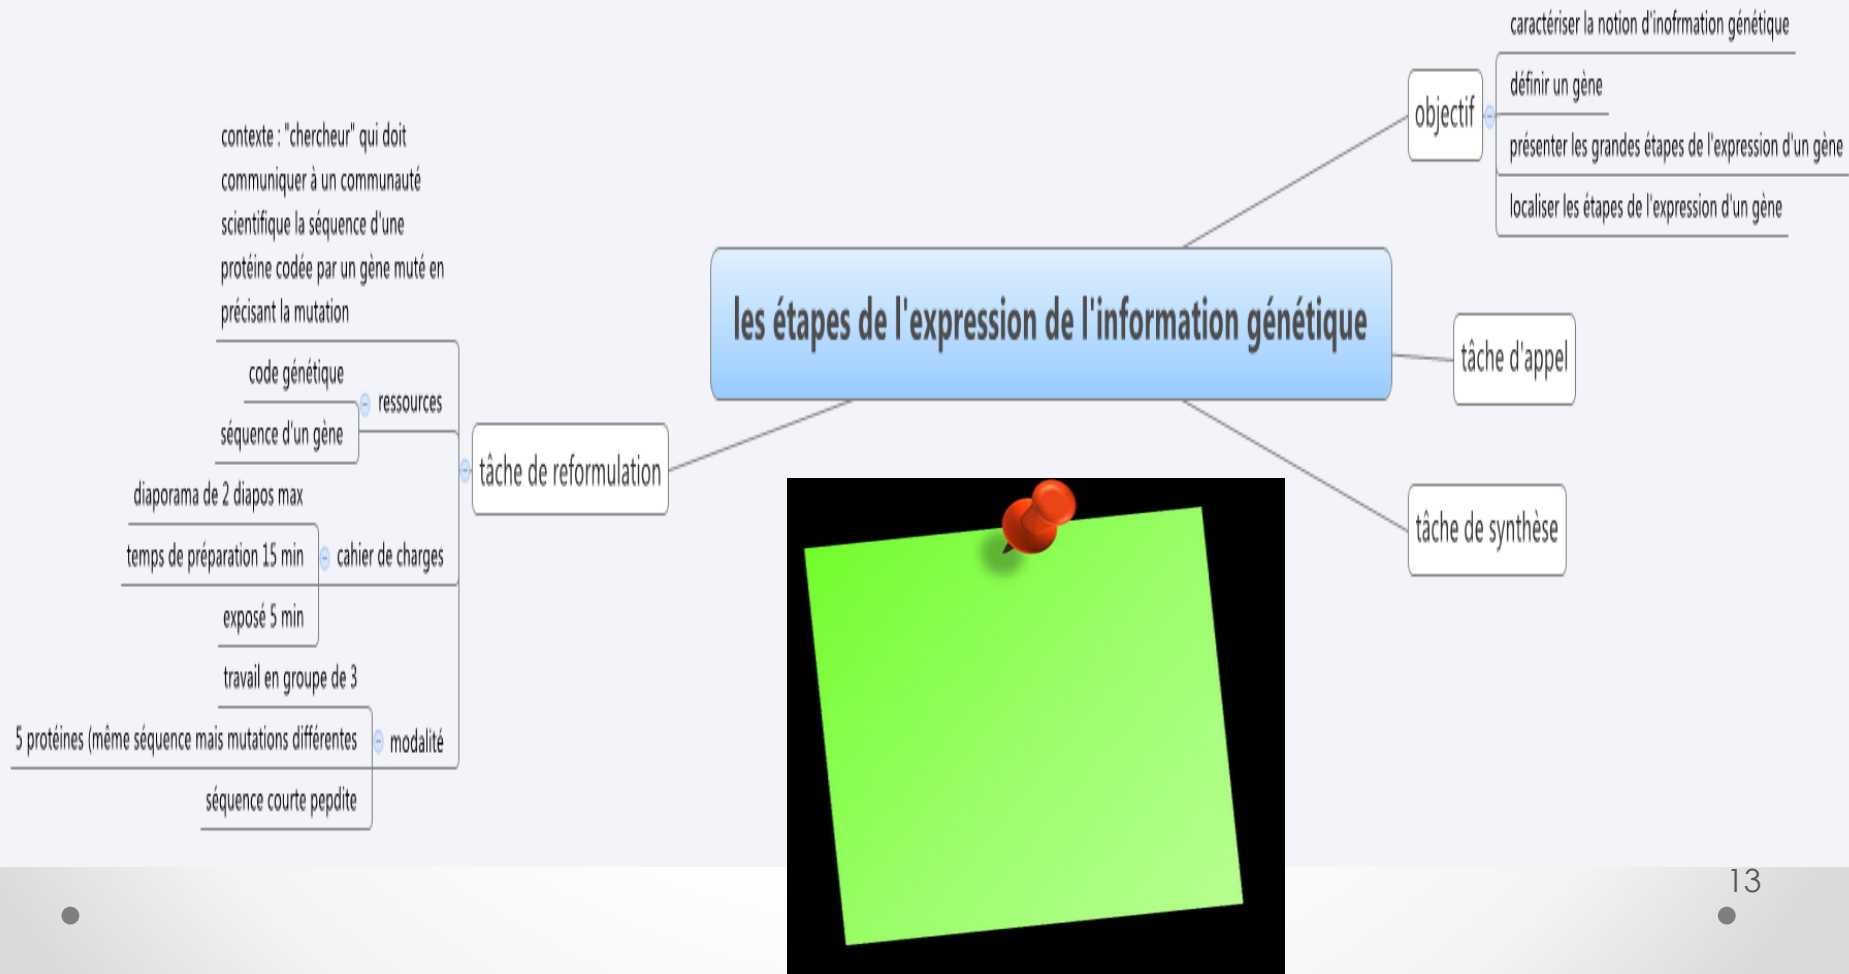 les étapes de l'expression de l'information génétique
objectif
caractériser la notion d'inofrmation génétique
définir un gène
présenter les grandes étapes de l'expression d'un gène
localiser les étapes de l'expression d'un gène
tâche d'appel
tâche de synthèse
tâche de reformulation
contexte : "chercheur" qui doit
communiquer à un communauté
scientifique la séquence d'une
protéine codée par un gène muté en
précisant la mutation
ressources
code génétique
séquence d'un gène
cahier de charges
diaporama de 2 diapos max
temps de préparation 15 min
exposé 5 min
modalité
travail en groupe de 3
5 protéines (même séquence mais mutations différentes
séquence courte pepdite
13